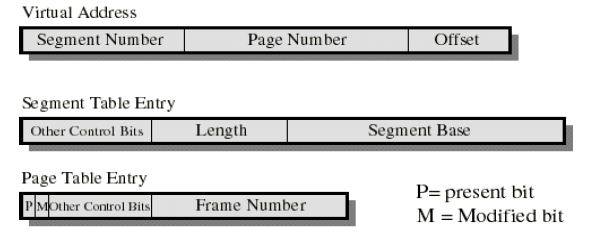 Virtual Address
Segment Number Page Number Offset
Segment Table Entry
Other Control Bits Length Segment Base
Page Table Entry
P M Other Control Bits Frame Number
P= present bit
M = Modified bit